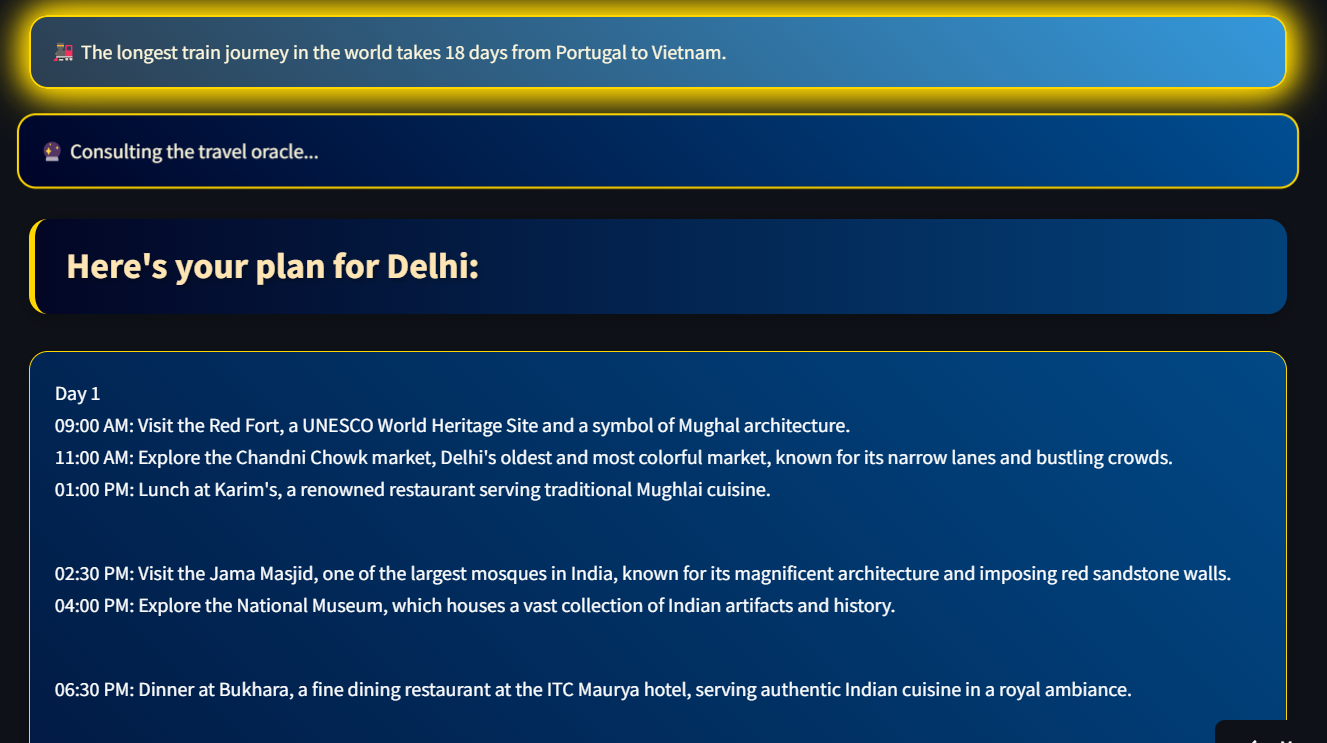 🚂 The longest train journey in the world takes 18 days from Portugal to Vietnam.
🔮 Consulting the travel oracle...
Here's your plan for Delhi:
Day 1
09:00 AM: Visit the Red Fort, a UNESCO World Heritage Site and a symbol of Mughal architecture.
11:00 AM: Explore the Chandni Chowk market, Delhi's oldest and most colorful market, known for its narrow lanes and bustling crowds.
01:00 PM: Lunch at Karim's, a renowned restaurant serving traditional Mughlai cuisine.
02:30 PM: Visit the Jama Masjid, one of the largest mosques in India, known for its magnificent architecture and imposing red sandstone walls.
04:00 PM: Explore the National Museum, which houses a vast collection of Indian artifacts and history.
06:30 PM: Dinner at Bukhara, a fine dining restaurant at the ITC Maurya hotel, serving authentic Indian cuisine in a royal ambiance.